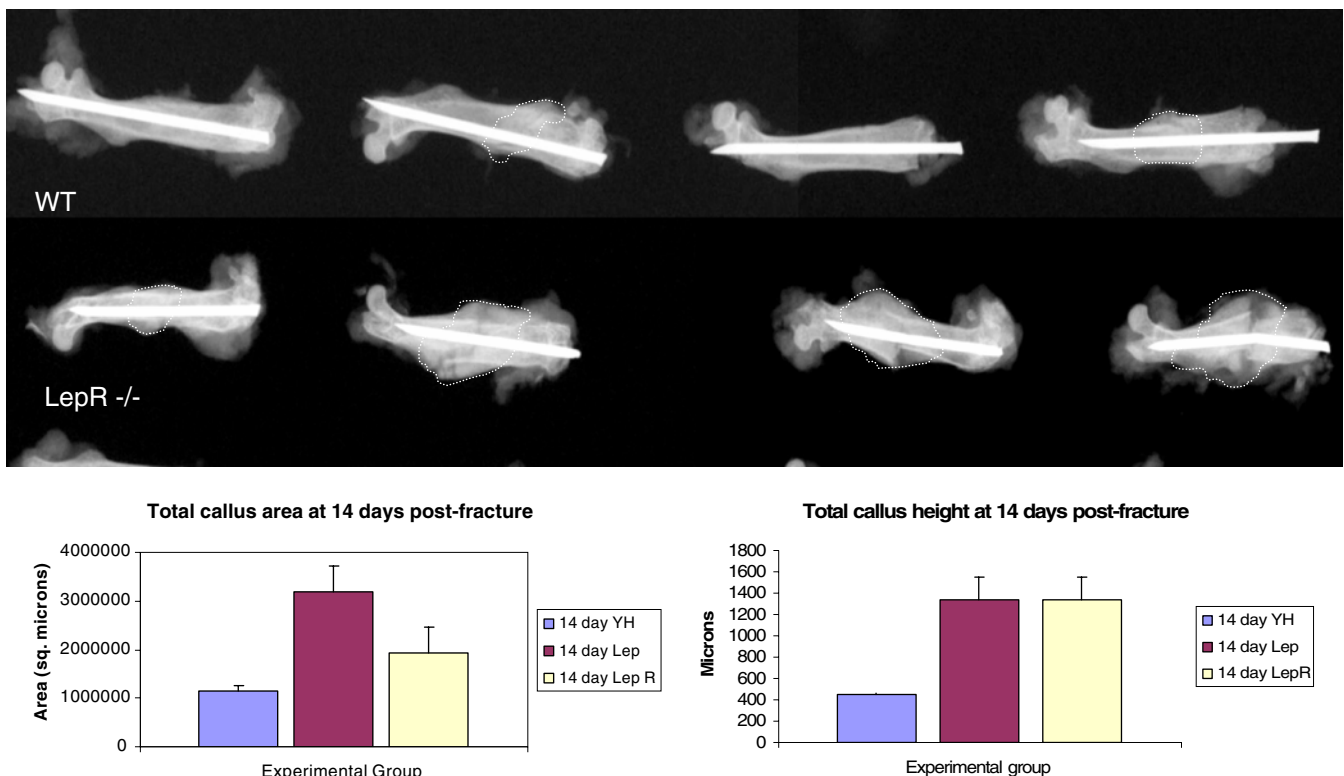 WT
LepR -/-
Total callus area at 14 days post-fracture
4000000
3000000
2000000
1000000
0
Area (sq. microns)
Experimental Group
14 day YH
14 day Lep
14 day Lep R
Total callus height at 14 days post-fracture
1800
1600
1400
1200
1000
800
600
400
200
0
Microns
Experimental group
14 day YH
14 day Lep
14 day LepR